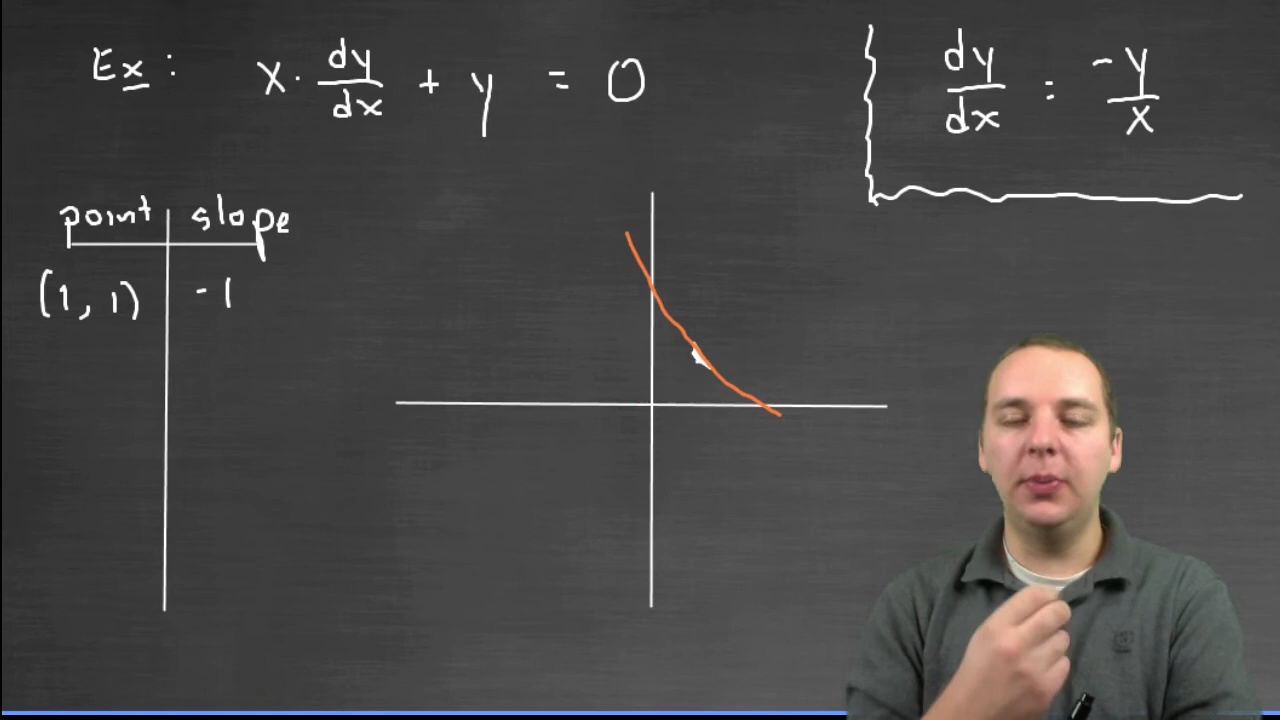 Ex: x · dy/dx + y = 0
dy/dx = -y/x
point slope
(1, 1) -1